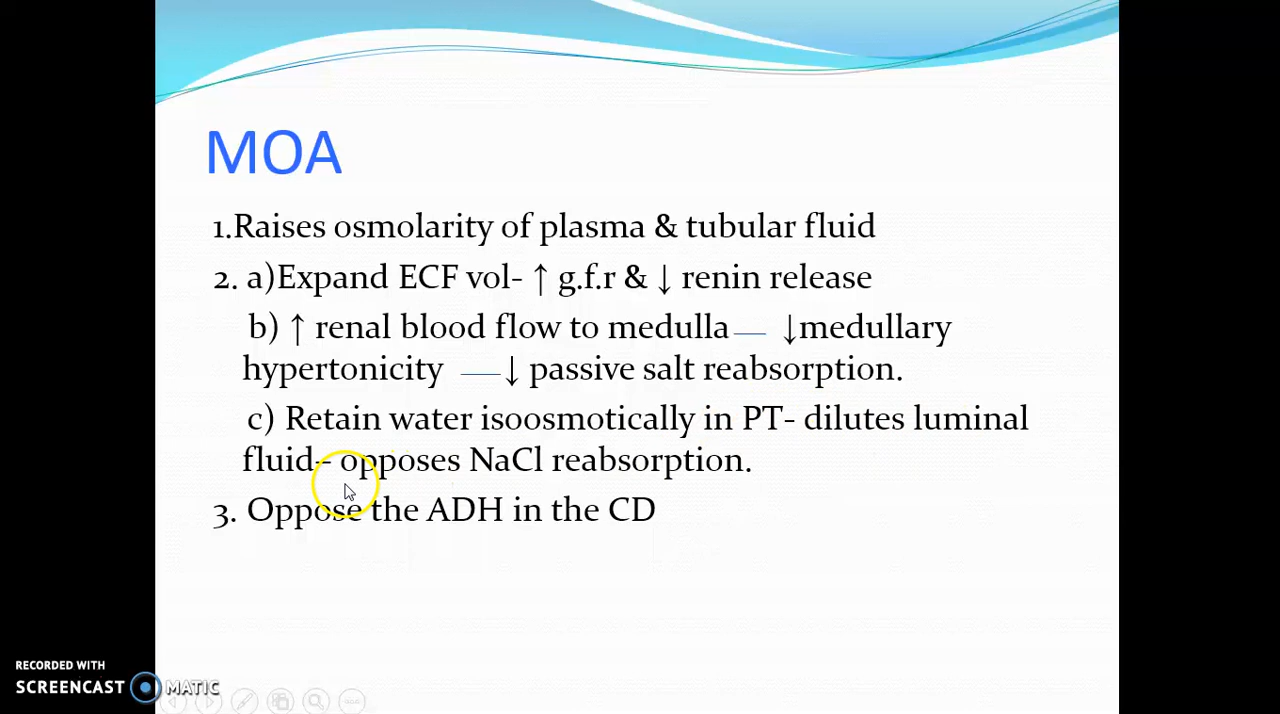 MOA
1.Raises osmolarity of plasma & tubular fluid
2. a)Expand ECF vol- ↑ g.f.r & ↓ renin release
b) ↑ renal blood flow to medulla — ↓medullary
hypertonicity — ↓ passive salt reabsorption.
c) Retain water isoosmotically in PT- dilutes luminal
fluid-- opposes NaCl reabsorption.
3. Oppose the ADH in the CD
RECORDED WITH
SCREENCAST MATIC